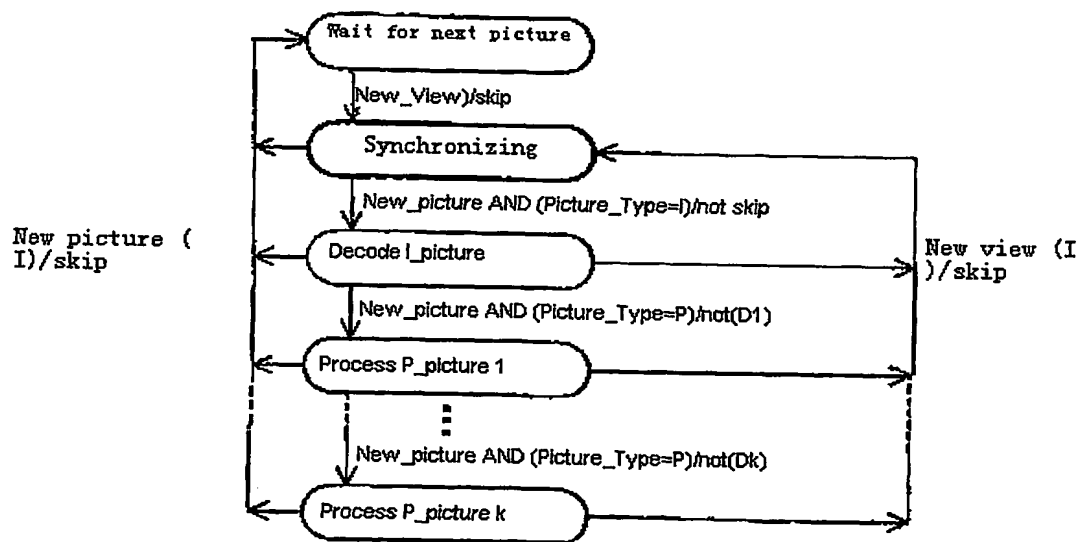 Wait for next picture
New_View)/skip
Synchronizing
New_picture AND (Picture_Type=I)/not skip
New picture (
I)/skip
Decode I_picture
New view (I
)/skip
New_picture AND (Picture_Type=P)/not(D1)
Process P_picture 1
New_picture AND (Picture_Type=P)/not(Dk)
Process P_picture k